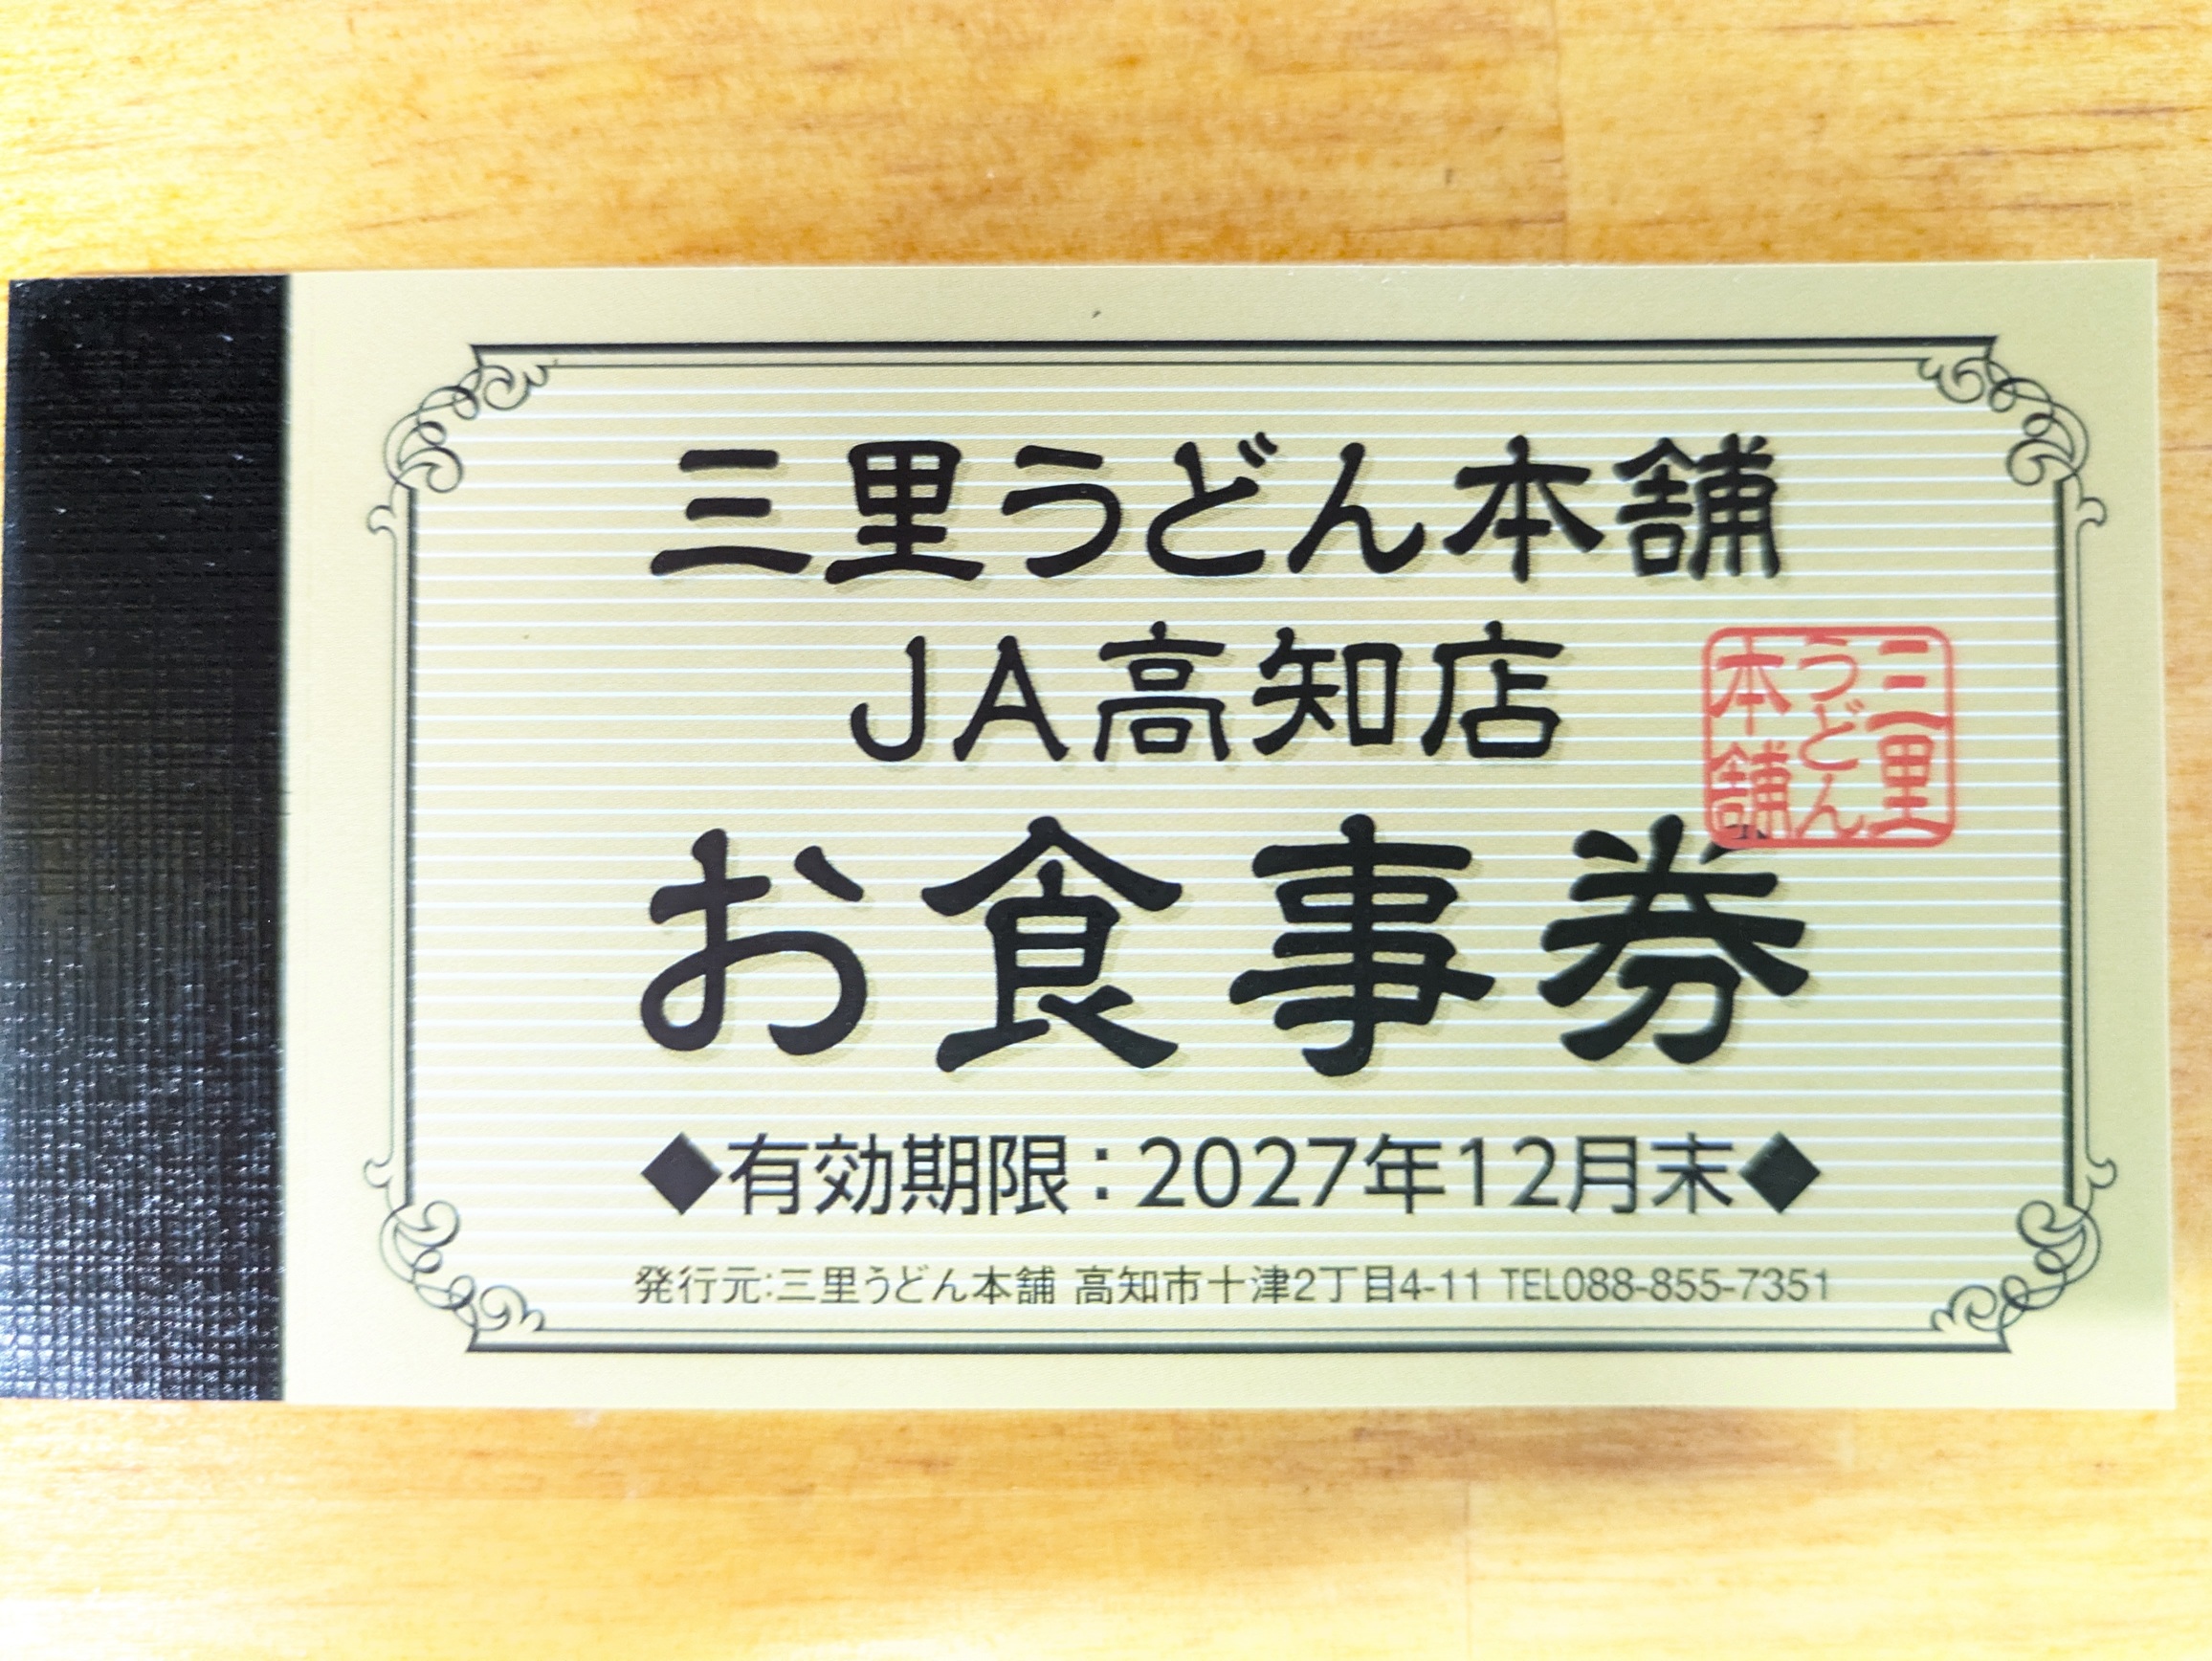 三里うどん本舗
JA高知店
三里
うどん
本舗
お食事券
◆有効期限：2027年12月末◆
発行元:三里うどん本舗 高知市十津2丁目4-11 TEL088-855-7351